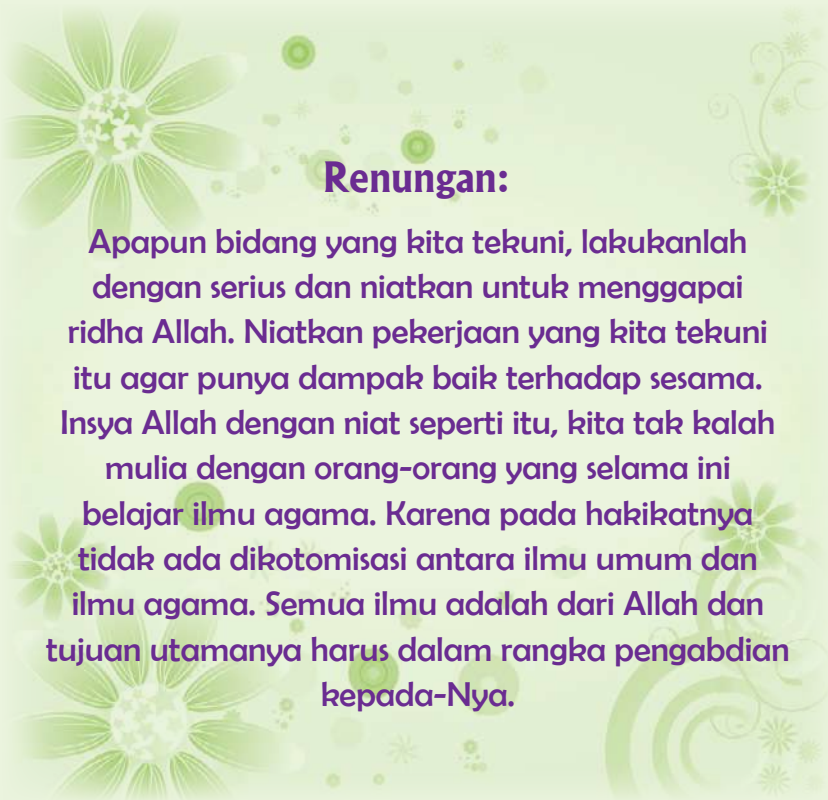 Renungan:
Apapun bidang yang kita tekuni, lakukanlah
dengan serius dan niatkan untuk menggapai
ridha Allah. Niatkan pekerjaan yang kita tekuni
itu agar punya dampak baik terhadap sesama.
Insya Allah dengan niat seperti itu, kita tak kalah
mulia dengan orang-orang yang selama ini
belajar ilmu agama. Karena pada hakikatnya
tidak ada dikotomisasi antara ilmu umum dan
ilmu agama. Semua ilmu adalah dari Allah dan
tujuan utamanya harus dalam rangka pengabdian
kepada-Nya.